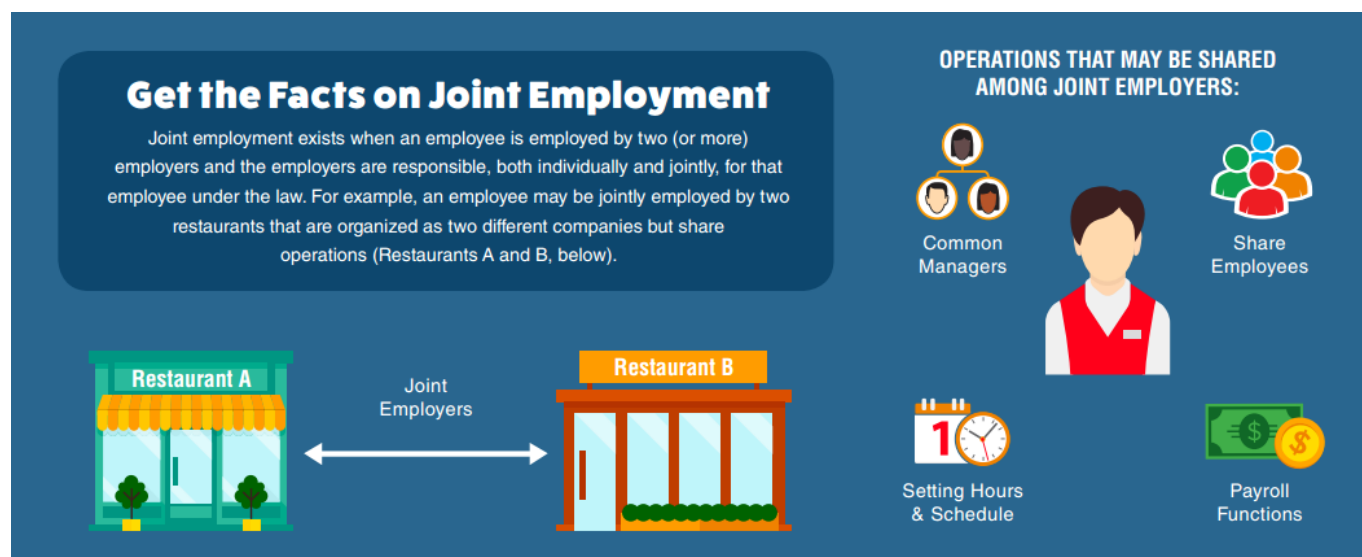 Get the Facts on Joint Employment
Joint employment exists when an employee is employed by two (or more)
employers and the employers are responsible, both individually and jointly, for that
employee under the law. For example, an employee may be jointly employed by two
restaurants that are organized as two different companies but share
operations (Restaurants A and B, below).
Restaurant A
Joint
Employers
Restaurant B
OPERATIONS THAT MAY BE SHARED
AMONG JOINT EMPLOYERS:
Common
Managers
Share
Employees
1
Setting Hours
& Schedule
$
$
Payroll
Functions